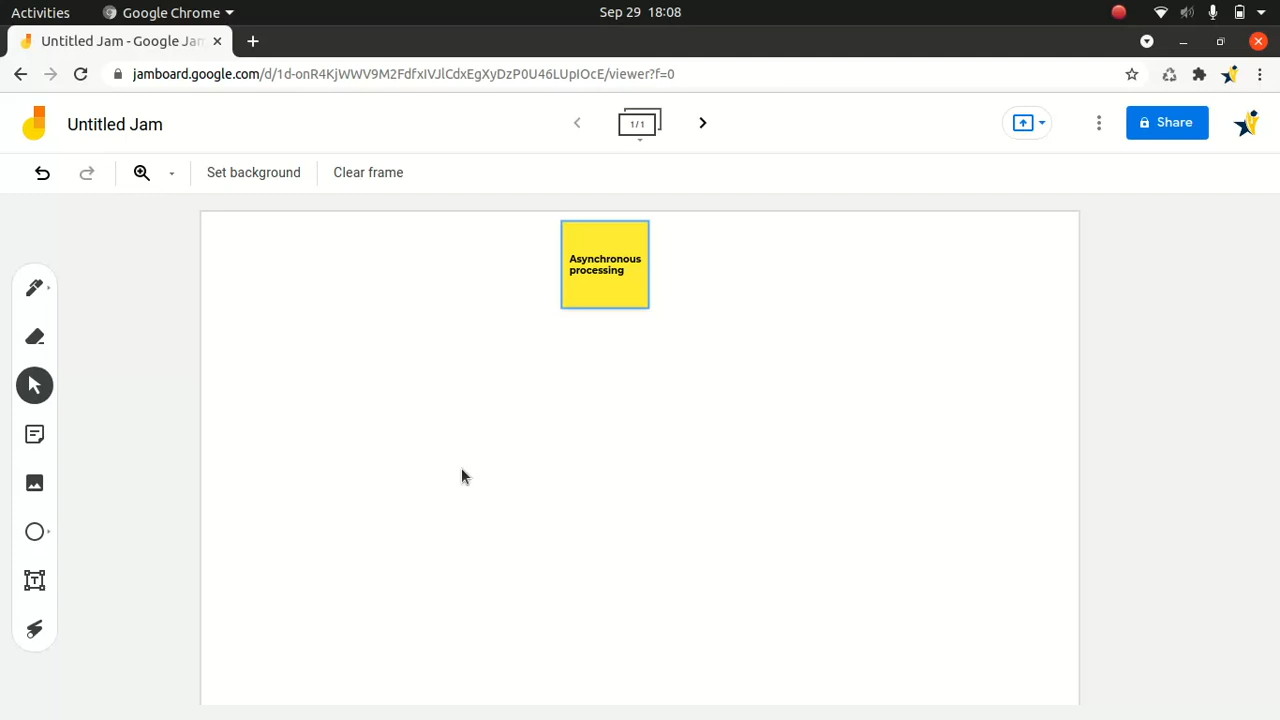 Activities Google Chrome Sep 29 18:08
Untitled Jam - Google Jam
jamboard.google.com/d/1d-onR4KjWWV9M2FdfxIVJlCdxEgXyDzP0U46LUpIOcE/viewer?f=0
Untitled Jam 1/1 Share
Set background Clear frame
Asynchronous
processing